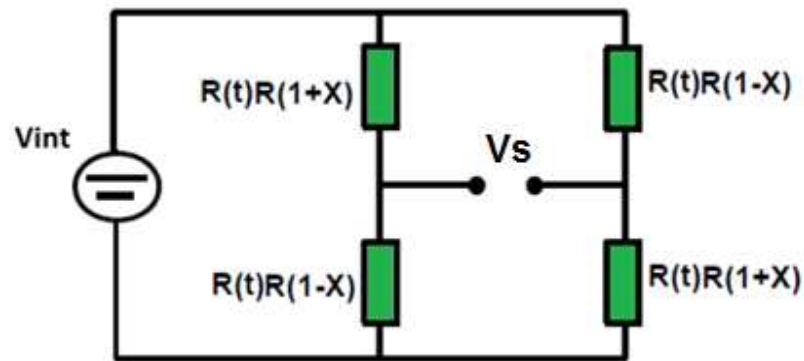 R(t)R(1+X)
R(t)R(1-X)
Vint
Vs
R(t)R(1-X)
R(t)R(1+X)